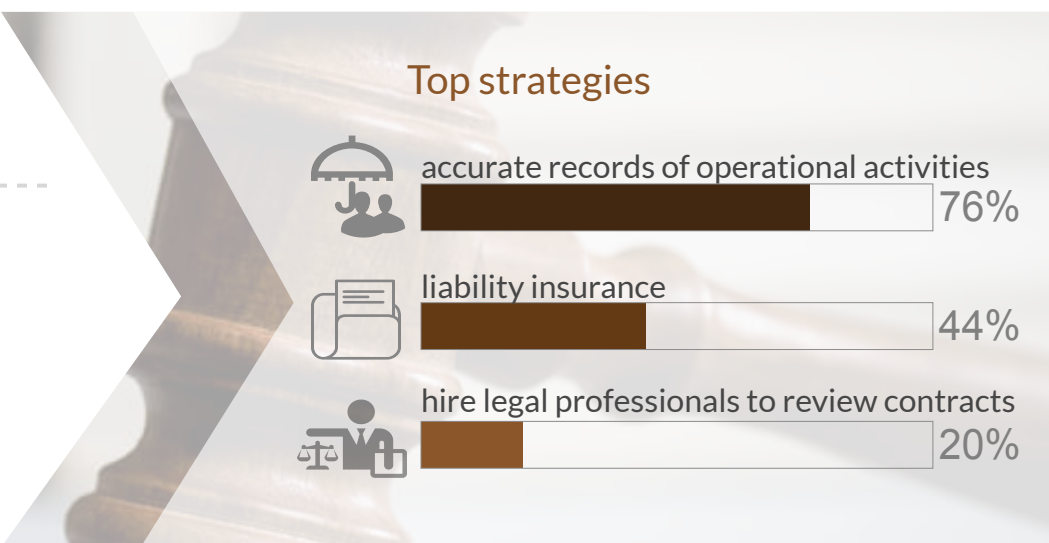 Top strategies
accurate records of operational activities
76%
liability insurance
44%
hire legal professionals to review contracts
20%